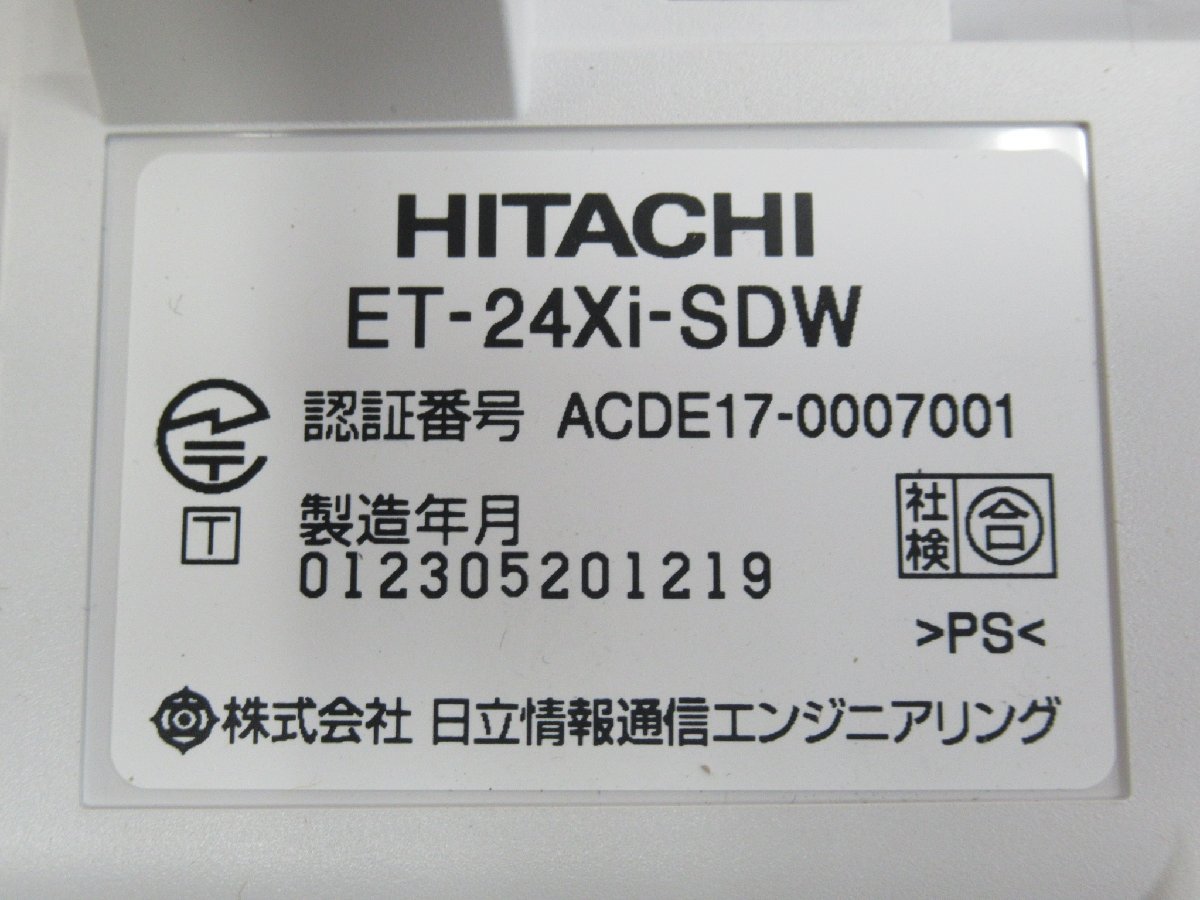 HITACHI
ET-24Xi-SDW
認証番号 ACDE17-0007001
T
製造年月
012305201219
社検 合
>PS<
株式会社 日立情報通信エンジニアリング